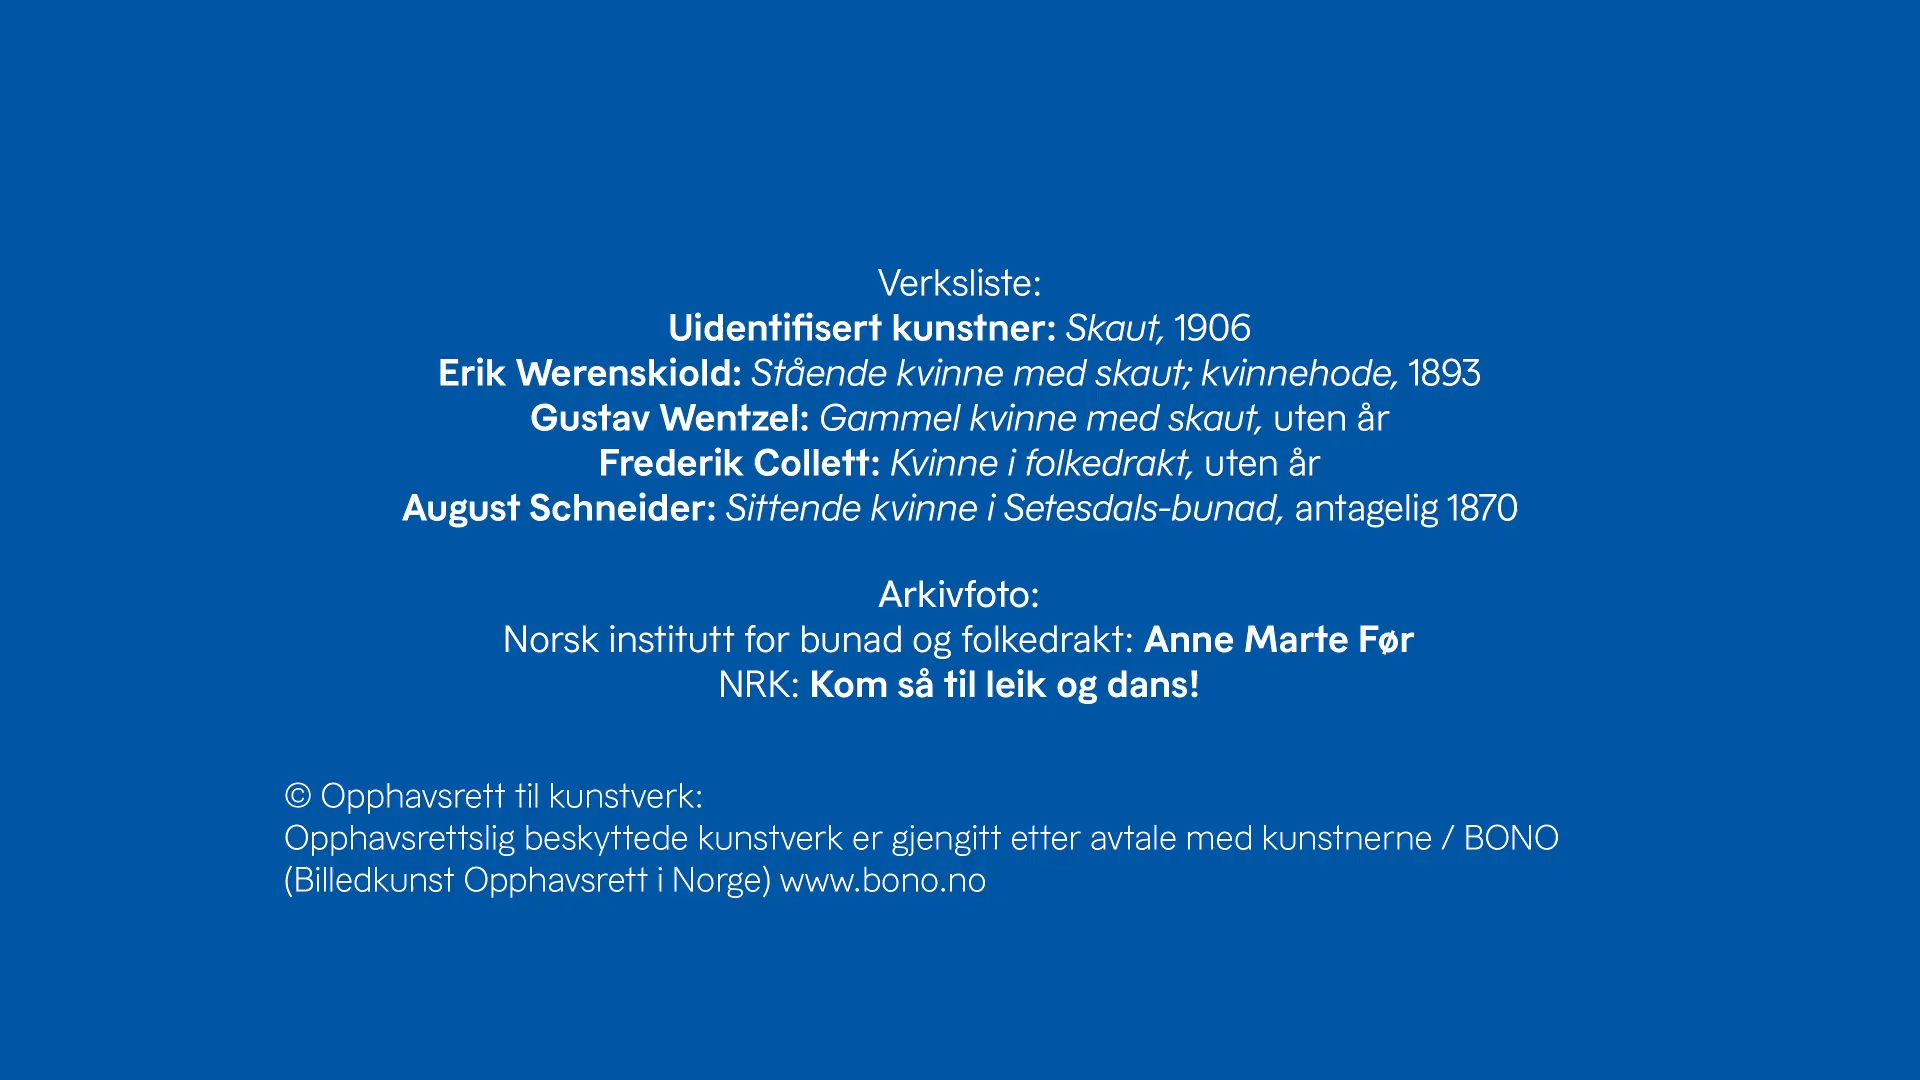 Verksliste:
Uidentifisert kunstner: Skaut, 1906
Erik Werenskiold: Stående kvinne med skaut; kvinnehode, 1893
Gustav Wentzel: Gammel kvinne med skaut, uten år
Frederik Collett: Kvinne i folkedrakt, uten år
August Schneider: Sittende kvinne i Setesdals-bunad, antagelig 1870
Arkivfoto:
Norsk institutt for bunad og folkedrakt: Anne Marte Før
NRK: Kom så til leik og dans!
© Opphavsrett til kunstverk:
Opphavsrettslig beskyttede kunstverk er gjengitt etter avtale med kunstnerne / BONO
(Billedkunst Opphavsrett i Norge) www.bono.no